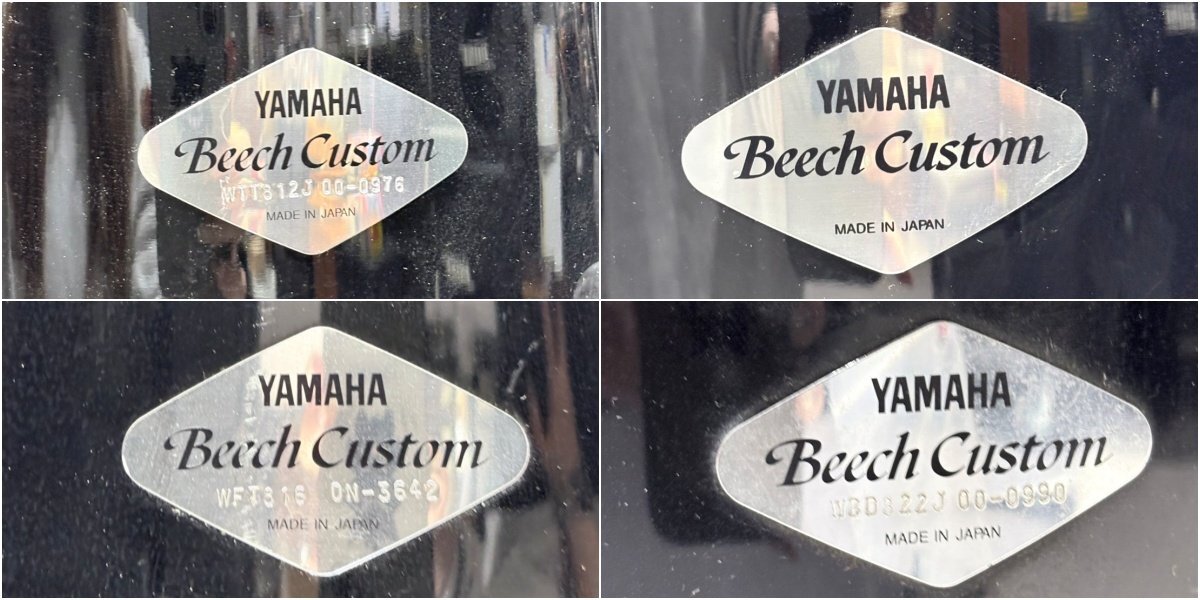 YAMAHA
Beech Custom
WTT812J 00-0976
MADE IN JAPAN
YAMAHA
Beech Custom
MADE IN JAPAN
YAMAHA
Beech Custom
WFT816 0N-3642
MADE IN JAPAN
YAMAHA
Beech Custom
WBD822J 00-0990
MADE IN JAPAN